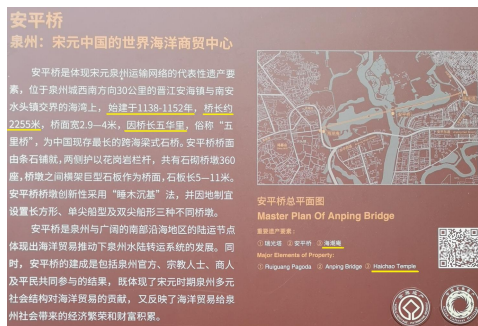 安平桥
泉州：宋元中国的世界海洋商贸中心
安平桥是体现宋元泉州运输网络的代表性遗产要
素，位于泉州城西南方向30公里的晋江安海镇与南安
水头镇交界的海湾上，始建于1138-1152年，桥长约
2255米，桥面宽2.9—4米，因桥长五华里，俗称“五
里桥”，为中国现存最长的跨海梁式石桥。安平桥桥面
由条石铺就，两侧护以花岗岩栏杆，共有石砌桥墩360
座，桥墩之间横架巨型石板作为桥面，石板长5—11米。
安平桥桥墩创新性采用“睡木沉基”法，并因地制宜
设置长方形、单尖船型及双尖船形三种不同桥墩。
安平桥是泉州与广阔的南部沿海地区的陆运节点
体现出海洋贸易推动下泉州水陆转运系统的发展。同
时，安平桥的建成是包括泉州官方、宗教人士、商人
及平民共同参与的结果，既体现了宋元时期泉州多元
社会结构对海洋贸易的贡献，又反映了海洋贸易给泉
州社会带来的经济繁荣和财富积累。
安平桥总平面图
Master Plan Of Anping Bridge
重要遗产要素：
①瑞光塔 ②安平桥 ③海潮庵
Major Elements of Property:
①Ruiguang Pagoda ②Anping Bridge ③Haichao Temple